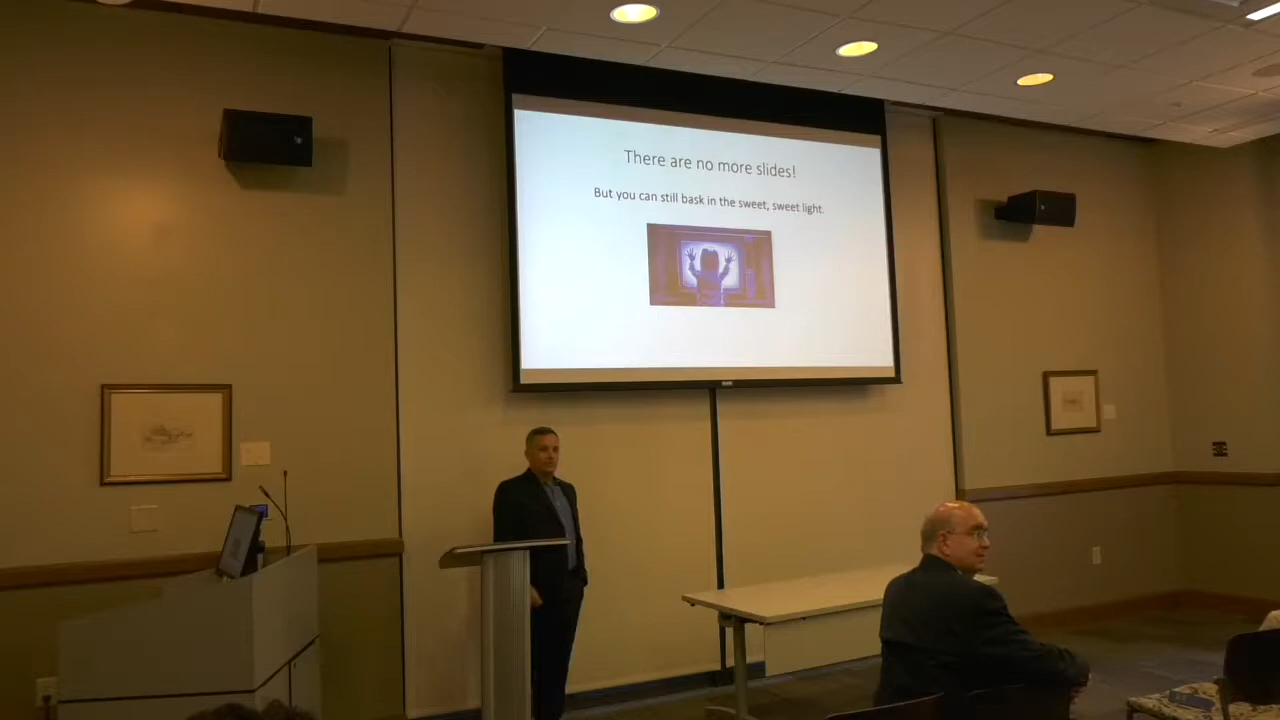 There are no more slides!
But you can still bask in the sweet, sweet light.